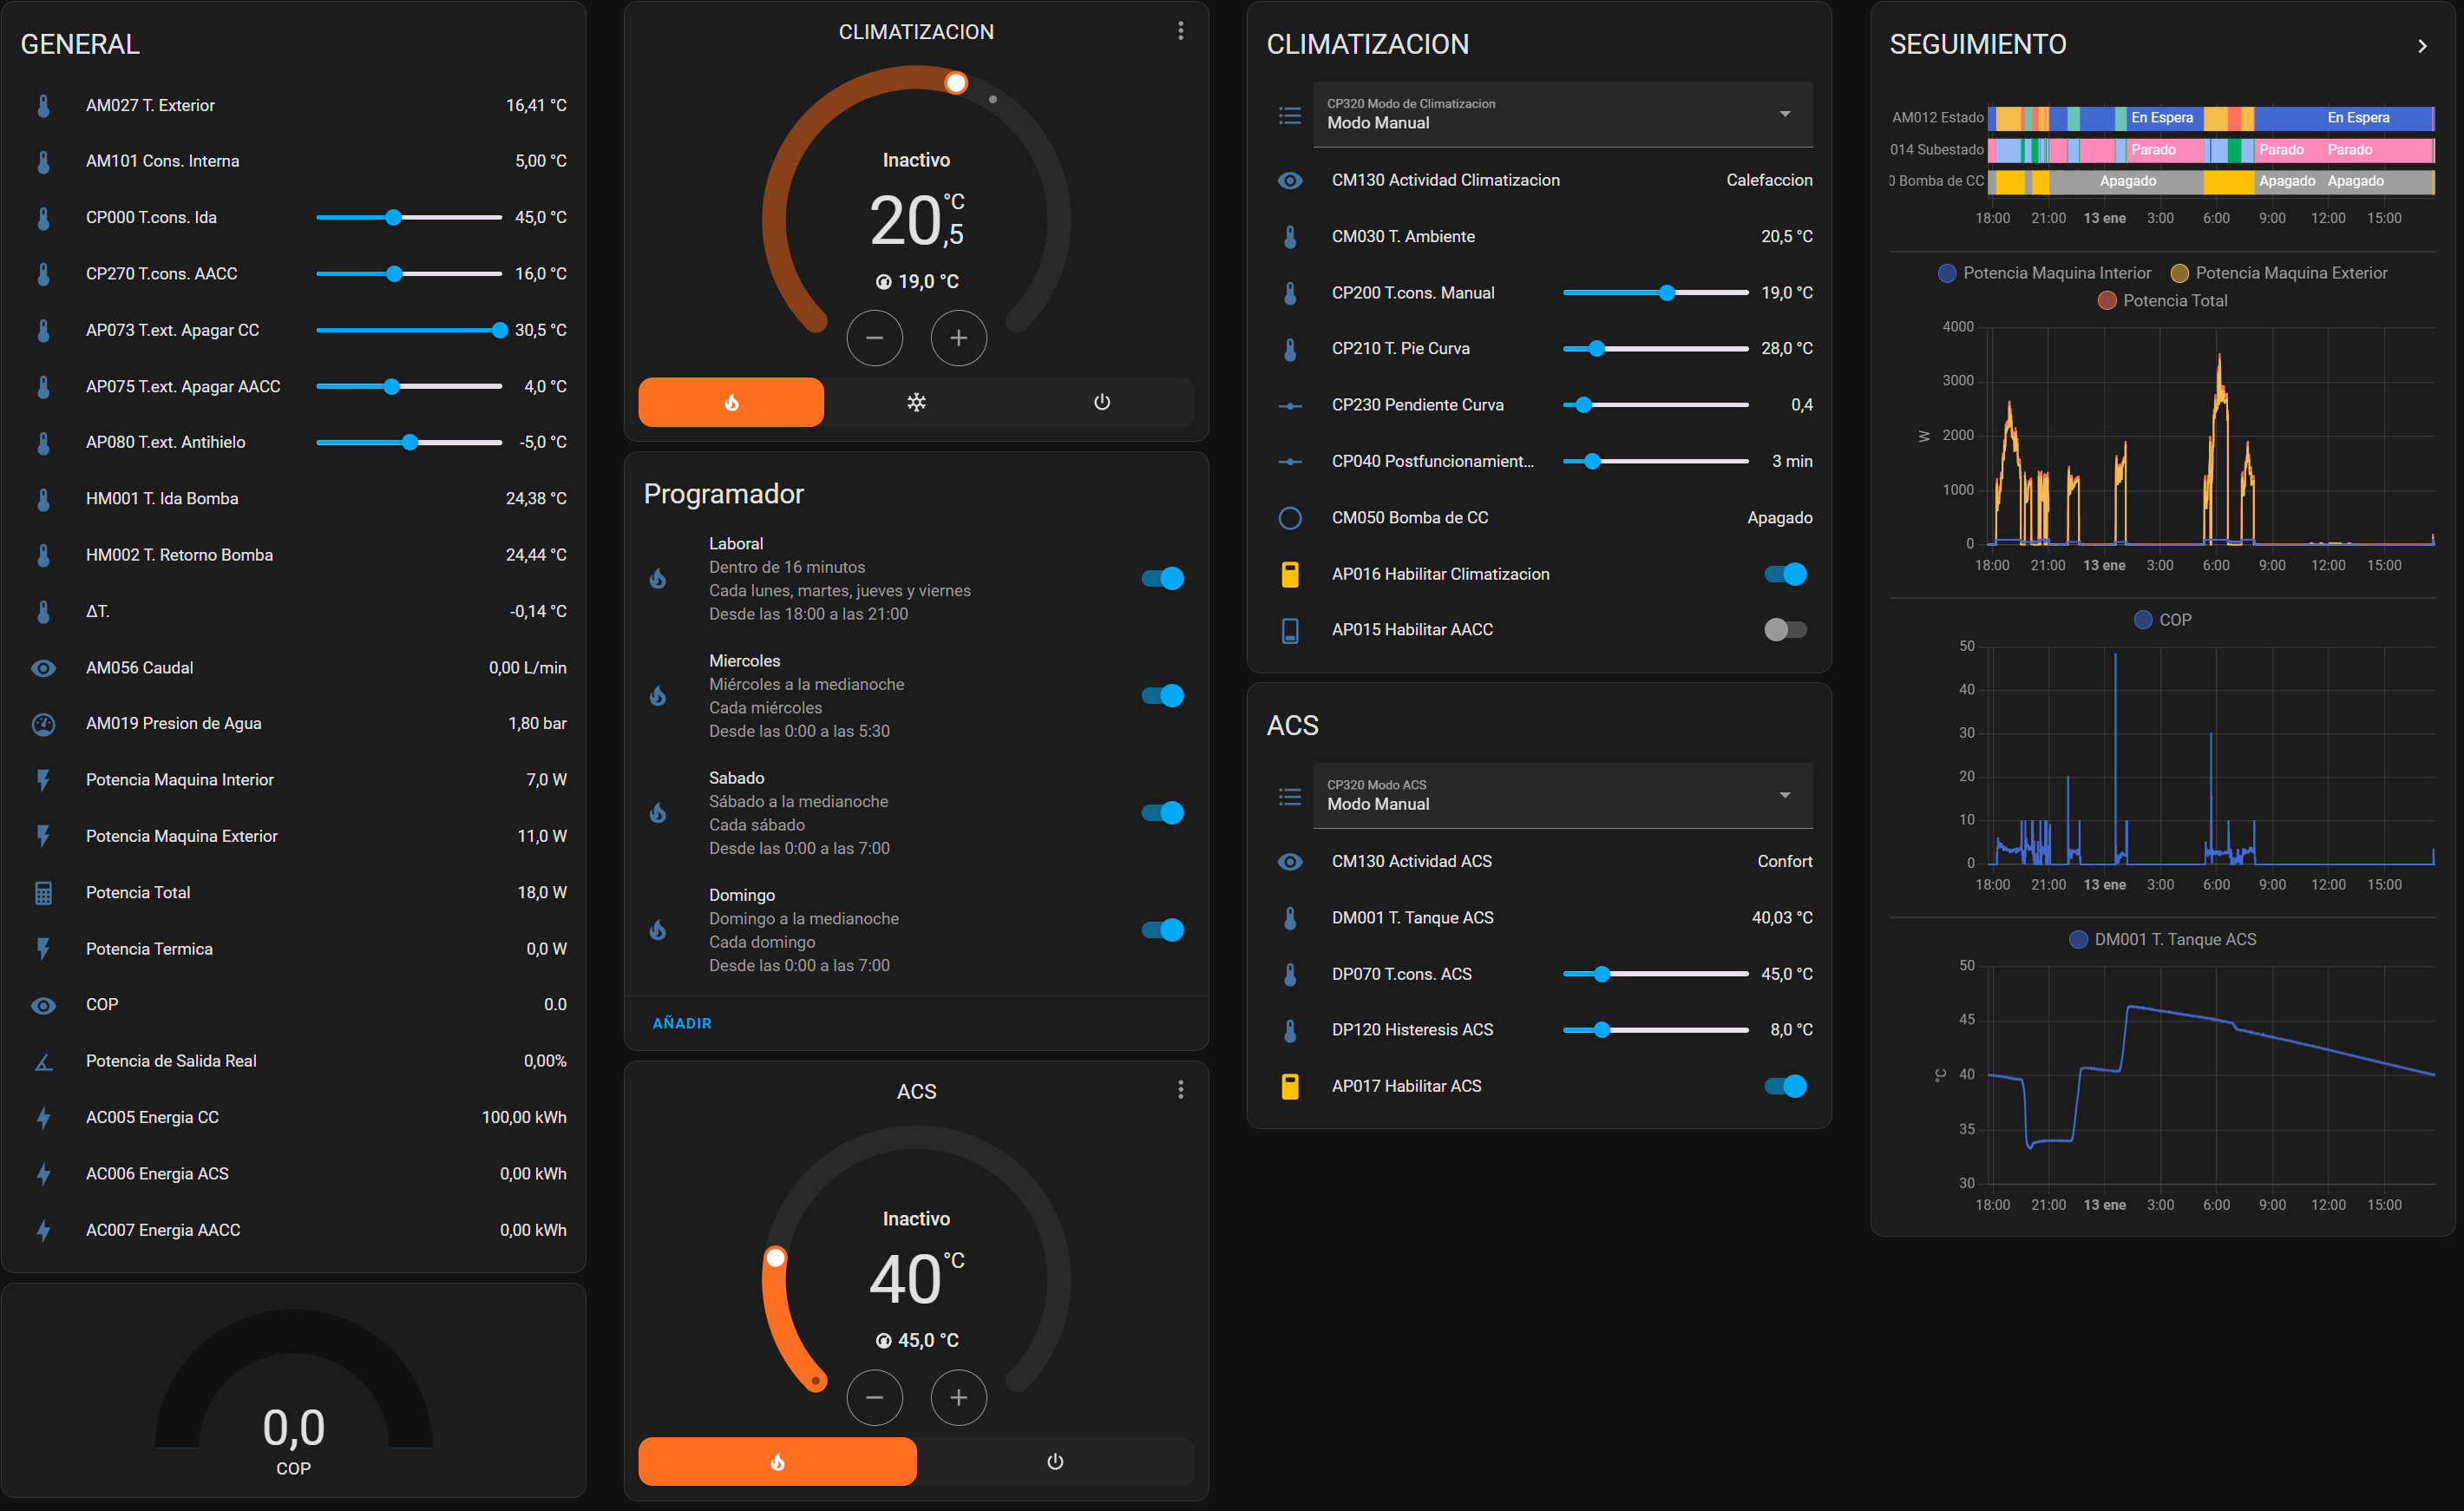 GENERAL
AM027 T. Exterior 16,41 °C
AM101 Cons. Interna 5,00 °C
CP000 T.cons. Ida 45,0 °C
CP270 T.cons. AACC 16,0 °C
AP073 T.ext. Apagar CC 30,5 °C
AP075 T.ext. Apagar AACC 4,0 °C
AP080 T.ext. Antihielo -5,0 °C
HM001 T. Ida Bomba 24,38 °C
HM002 T. Retorno Bomba 24,44 °C
ΔT. -0,14 °C
AM056 Caudal 0,00 L/min
AM019 Presion de Agua 1,80 bar
Potencia Maquina Interior 7,0 W
Potencia Maquina Exterior 11,0 W
Potencia Total 18,0 W
Potencia Termica 0,0 W
COP 0.0
Potencia de Salida Real 0,00%
AC005 Energia CC 100,00 kWh
AC006 Energia ACS 0,00 kWh
AC007 Energia AACC 0,00 kWh
0,0
COP
CLIMATIZACION
Inactivo
20,5 °C
19,0 °C
Programador
Laboral
Dentro de 16 minutos
Cada lunes, martes, jueves y viernes
Desde las 18:00 a las 21:00
Miercoles
Miércoles a la medianoche
Cada miércoles
Desde las 0:00 a las 5:30
Sabado
Sábado a la medianoche
Cada sábado
Desde las 0:00 a las 7:00
Domingo
Domingo a la medianoche
Cada domingo
Desde las 0:00 a las 7:00
AÑADIR
ACS
Inactivo
40 °C
45,0 °C
CLIMATIZACION
CP320 Modo de Climatizacion
Modo Manual
CM130 Actividad Climatizacion Calefaccion
CM030 T. Ambiente 20,5 °C
CP200 T.cons. Manual 19,0 °C
CP210 T. Pie Curva 28,0 °C
CP230 Pendiente Curva 0,4
AP040 Postfuncionamient... 3 min
CM050 Bomba de CC Apagado
AP016 Habilitar Climatizacion
AP015 Habilitar AACC
ACS
CP320 Modo ACS
Modo Manual
CM130 Actividad ACS Confort
DM001 T. Tanque ACS 40,03 °C
DP070 T.cons. ACS 45,0 °C
DP120 Histeresis ACS 8,0 °C
AP017 Habilitar ACS
SEGUIMIENTO
AM012 Estado En Espera En Espera
014 Subestado Parado Parado Parado
0 Bomba de CC Apagado Apagado Apagado
18:00 21:00 13 ene 3:00 6:00 9:00 12:00 15:00
Potencia Maquina Interior Potencia Maquina Exterior
Potencia Total
4000
3000
W 2000
1000
0
18:00 21:00 13 ene 3:00 6:00 9:00 12:00 15:00
COP
50
40
30
20
10
0
18:00 21:00 13 ene 3:00 6:00 9:00 12:00 15:00
DM001 T. Tanque ACS
50
45
°C 40
35
30
18:00 21:00 13 ene 3:00 6:00 9:00 12:00 15:00